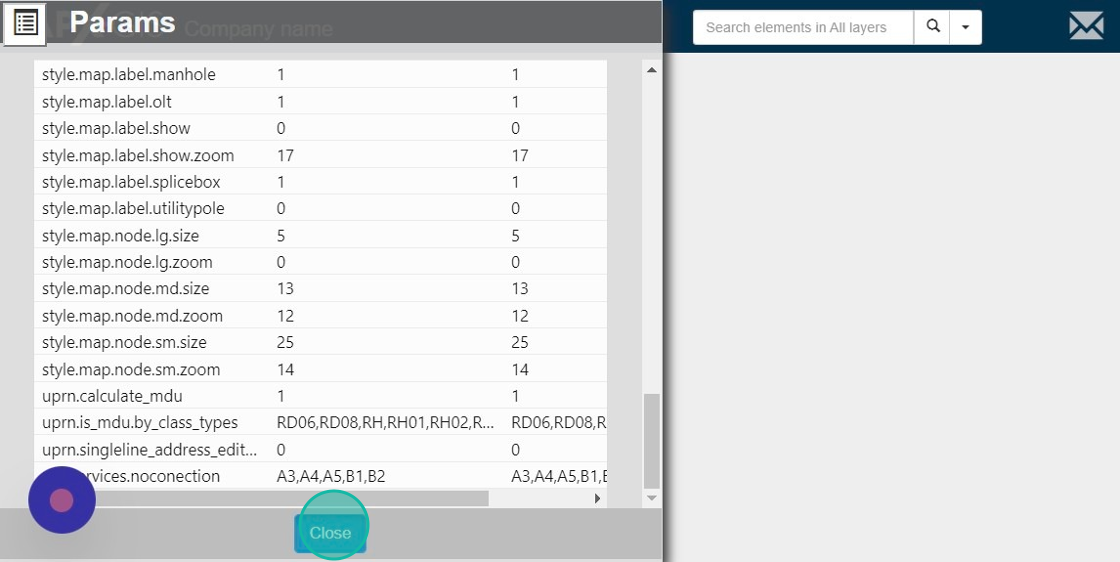 Params
Company name
Search elements in All layers
style.map.label.manhole 1 1
style.map.label.olt 1 1
style.map.label.show 0 0
style.map.label.show.zoom 17 17
style.map.label.splicebox 1 1
style.map.label.utilitypole 0 0
style.map.node.lg.size 5 5
style.map.node.lg.zoom 0 0
style.map.node.md.size 13 13
style.map.node.md.zoom 12 12
style.map.node.sm.size 25 25
style.map.node.sm.zoom 14 14
uprn.calculate_mdu 1 1
uprn.is_mdu.by_class_types RD06,RD08,RH,RH01,RH02,R... RD06,RD08,R
uprn.singleline_address_edit... 0 0
rvices.noconection A3,A4,A5,B1,B2 A3,A4,A5,B1,B
Close